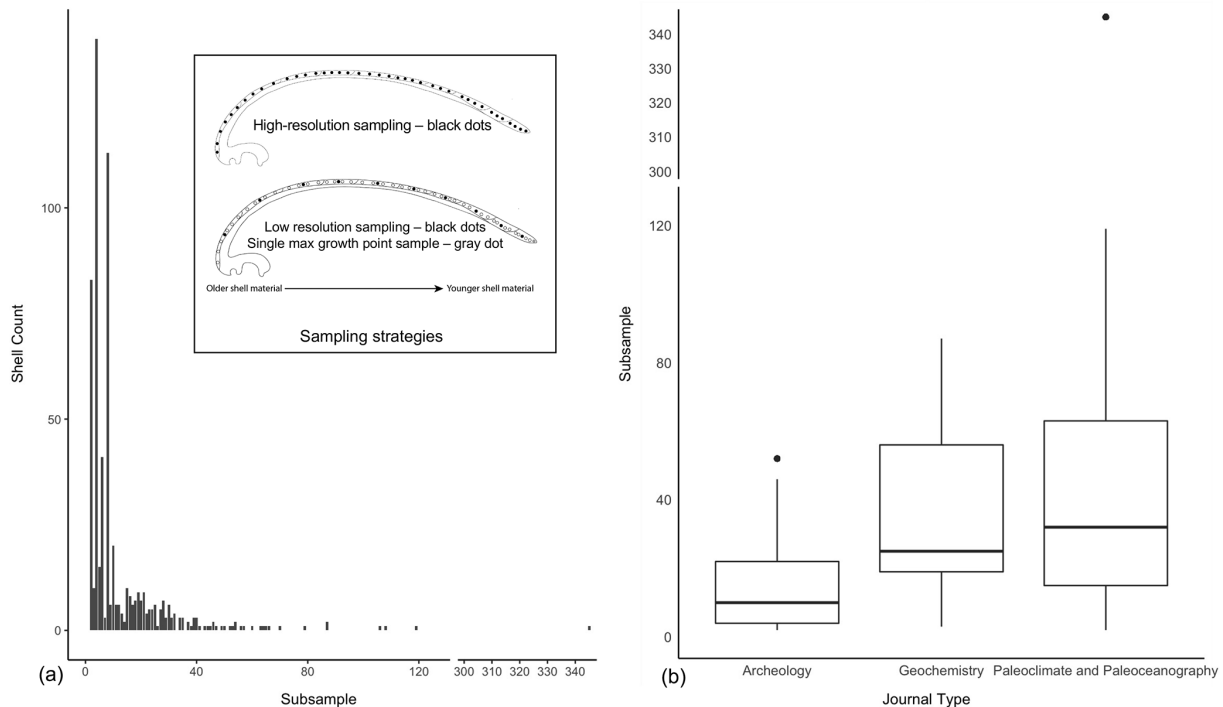 100
50
0
Shell Count
High-resolution sampling – black dots
Low resolution sampling – black dots
Single max growth point sample – gray dot
Older shell material
Younger shell material
Sampling strategies
0
40
80
120
300
310
320
330
340
Subsample
(a)
340
330
320
310
300
120
80
40
0
Subsample
Archeology
Geochemistry
Paleoclimate and Paleoceanography
Journal Type
(b)